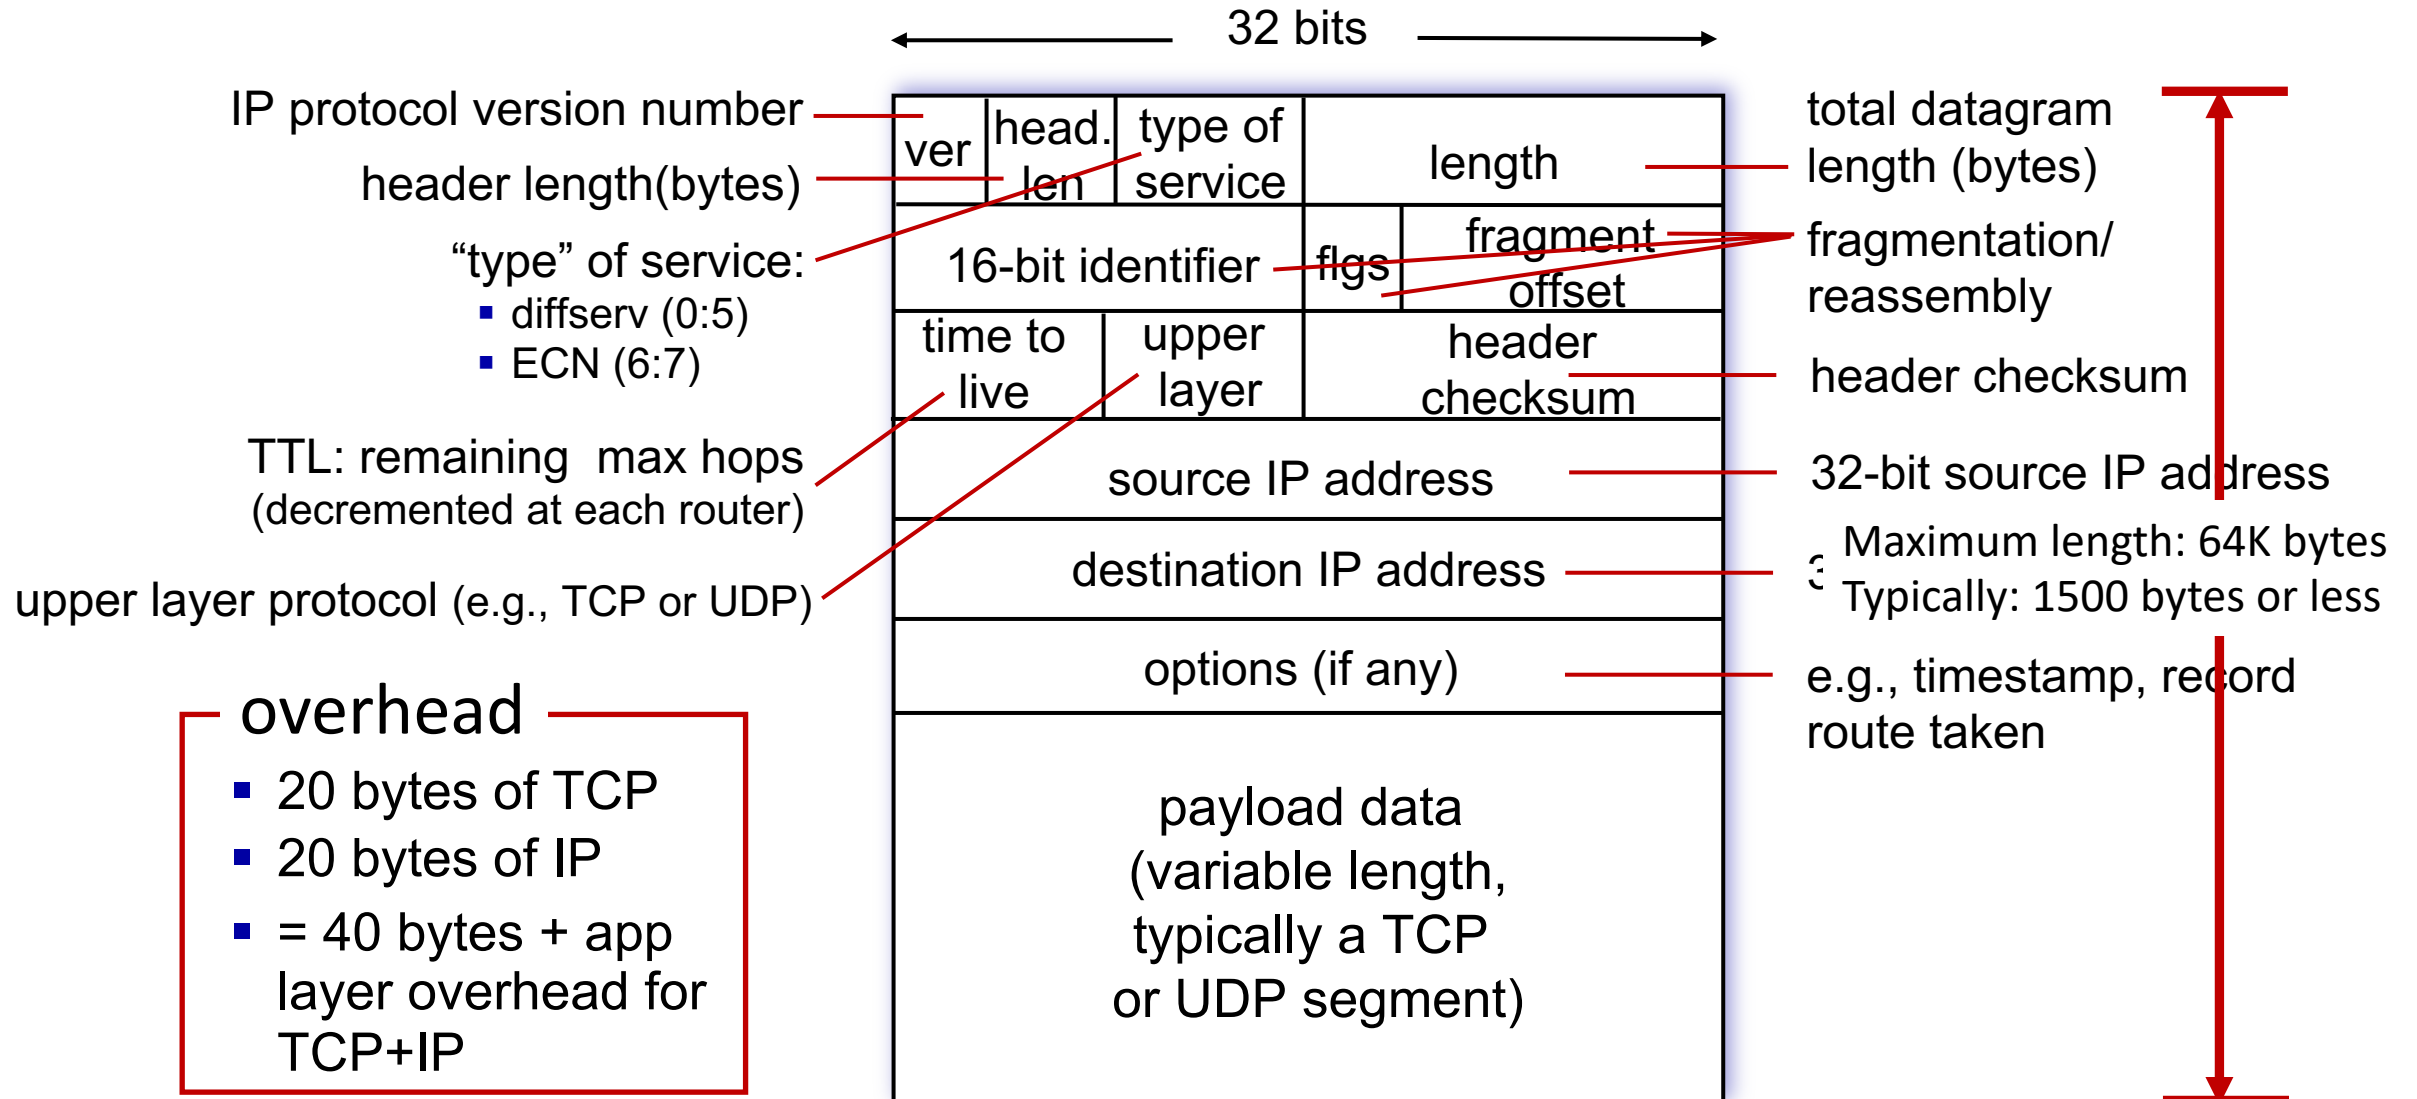 32 bits
IP protocol version number
header length(bytes)
“type” of service:
▪ diffserv (0:5)
▪ ECN (6:7)
TTL: remaining max hops
(decremented at each router)
upper layer protocol (e.g., TCP or UDP)
overhead
▪ 20 bytes of TCP
▪ 20 bytes of IP
▪ = 40 bytes + app
layer overhead for
TCP+IP
ver
head.
len
type of
service
length
16-bit identifier
flgs
fragment
offset
time to
live
upper
layer
header
checksum
source IP address
destination IP address
options (if any)
payload data
(variable length,
typically a TCP
or UDP segment)
total datagram
length (bytes)
fragmentation/
reassembly
header checksum
32-bit source IP address
Maximum length: 64K bytes
Typically: 1500 bytes or less
e.g., timestamp, record
route taken